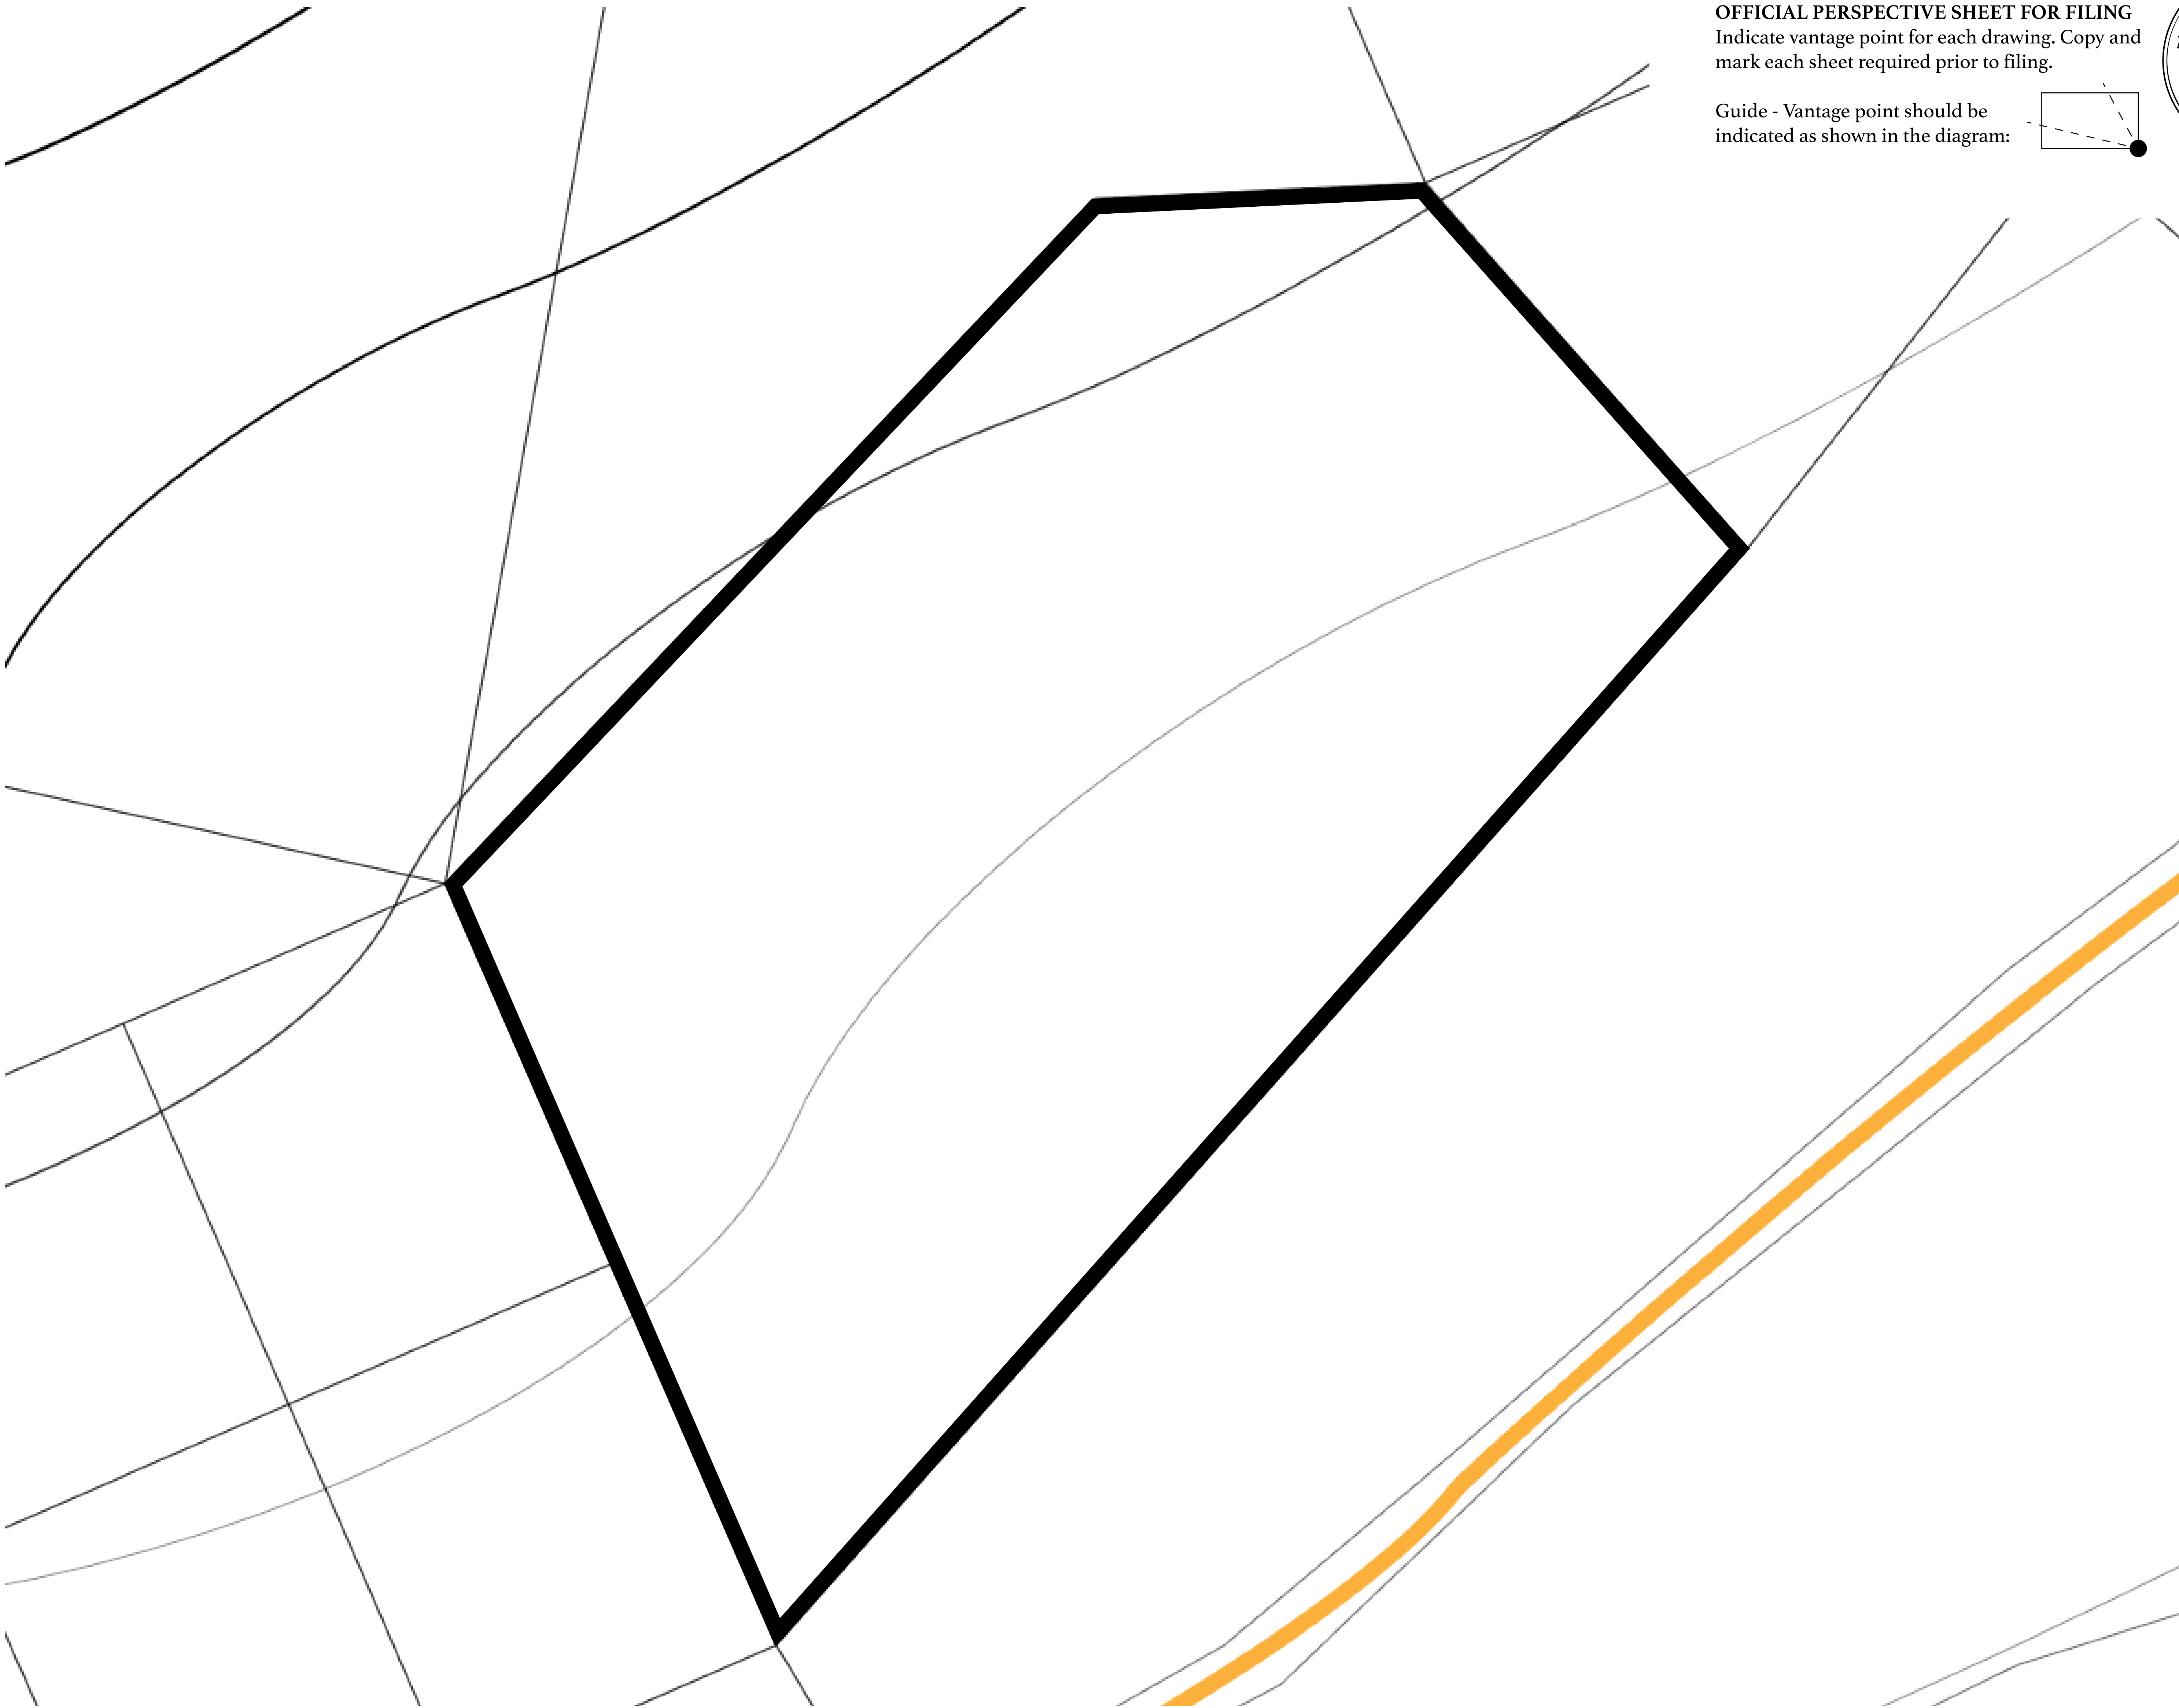 OFFICIAL PERSPECTIVE SHEET FOR FILING
Indicate vantage point for each drawing. Copy and
mark each sheet required prior to filing.
Guide - Vantage point should be
indicated as shown in the diagram: